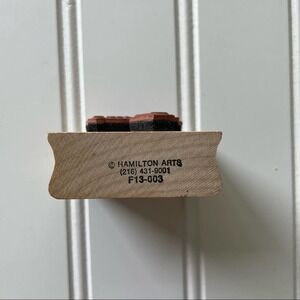 © HAMILTON ARTS
(216) 431-9001
F13-003